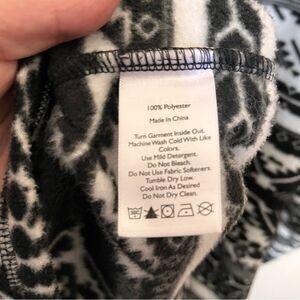 100% Polyester
Made In China
Turn Garment Inside Out.
Machine Wash Cold With Like
Colors.
Use Mild Detergent.
Do Not Bleach.
Do Not Use Fabric Softeners.
Tumble Dry Low.
Cool Iron As Desired
Do Not Dry Clean.